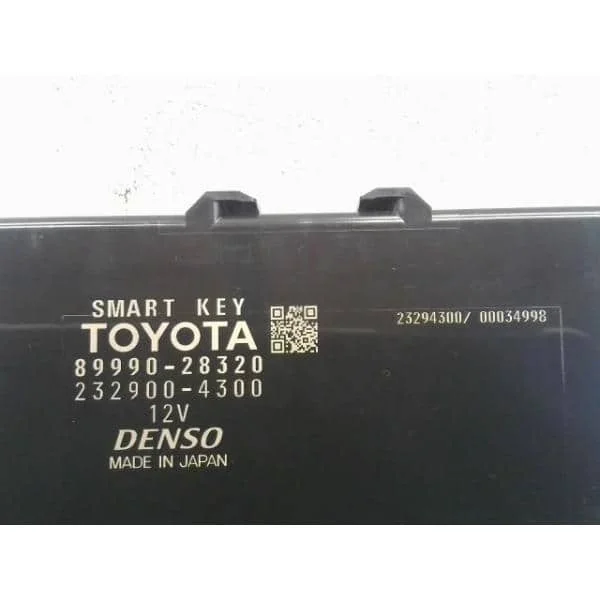 SMART KEY
TOYOTA
89990-28320
232900-4300
12V
DENSO
MADE IN JAPAN
23294300/ 00034998